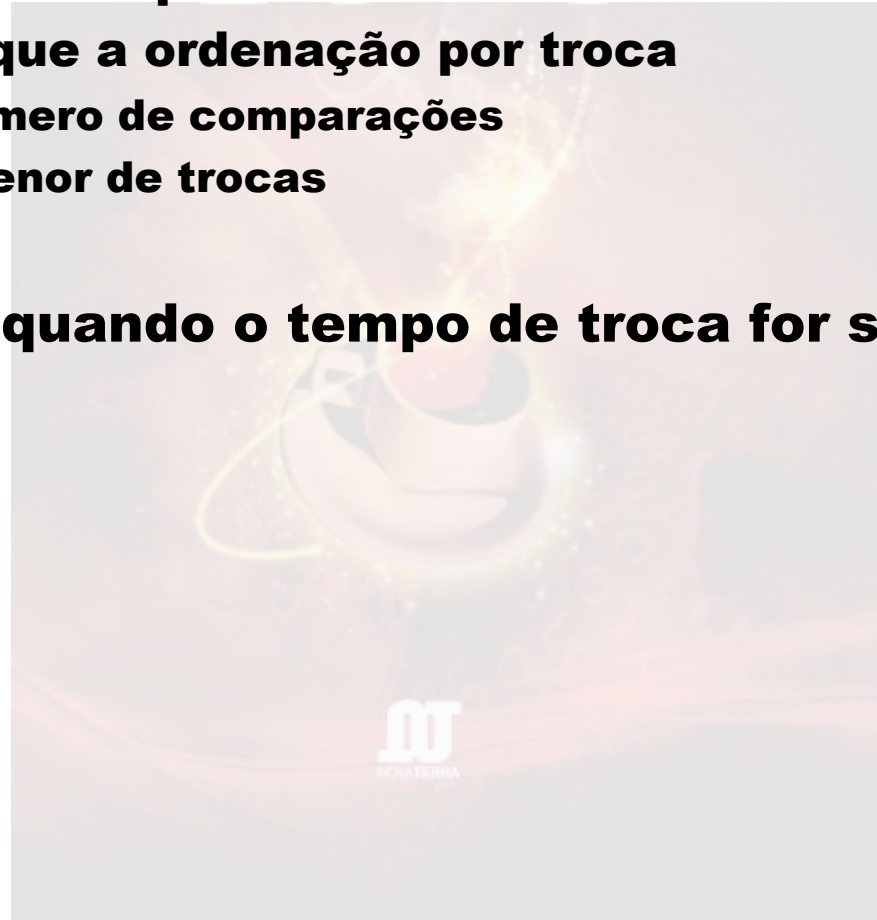 que a ordenação por troca
mero de comparações
enor de trocas
quando o tempo de troca for s
NOVATERRA